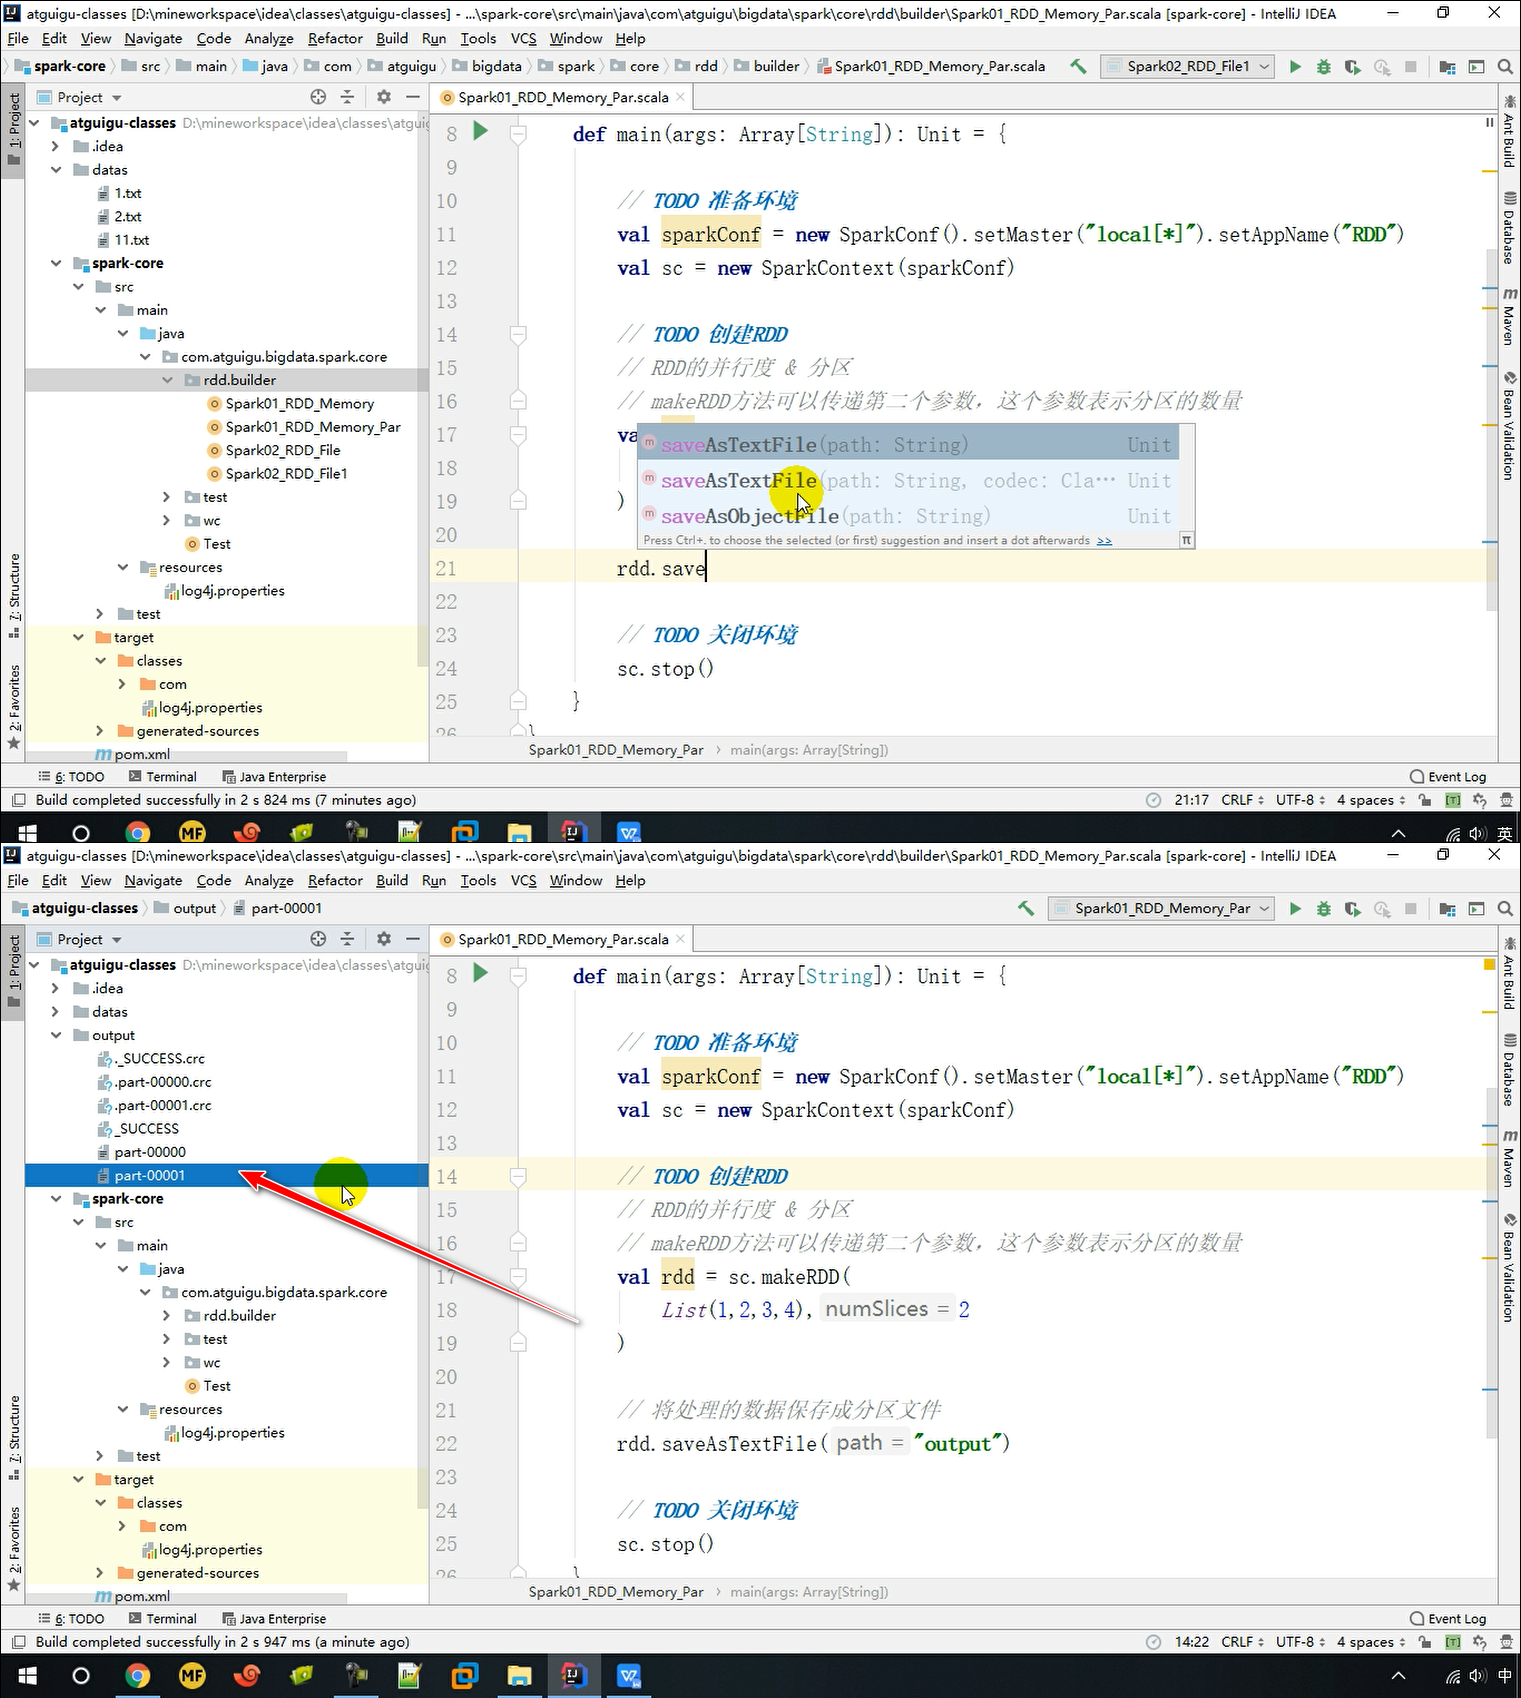 atguigu-classes [D:\mineworkspace\idea\classes\atguigu-classes] - ...\spark-core\src\main\java\com\atguigu\bigdata\spark\core\rdd\builder\Spark01_RDD_Memory_Par.scala [spark-core] - IntelliJ IDEA
File Edit View Navigate Code Analyze Refactor Build Run Tools VCS Window Help
spark-core src main java com atguigu bigdata spark core rdd builder Spark01_RDD_Memory_Par.scala Spark02_RDD_File1
Project
Spark01_RDD_Memory_Par.scala
1: Project
7: Structure
2: Favorites
atguigu-classes D:\mineworkspace\idea\classes\atguig
.idea
datas
1.txt
2.txt
11.txt
spark-core
src
main
java
com.atguigu.bigdata.spark.core
rdd.builder
Spark01_RDD_Memory
Spark01_RDD_Memory_Par
Spark02_RDD_File
Spark02_RDD_File1
test
wc
Test
resources
log4j.properties
test
target
classes
com
log4j.properties
generated-sources
pom.xml
8 def main(args: Array[String]): Unit = {
9
10 // TODO 准备环境
11 val sparkConf = new SparkConf().setMaster("local[*]").setAppName("RDD")
12 val sc = new SparkContext(sparkConf)
13
14 // TODO 创建RDD
15 // RDD的并行度 & 分区
16 // makeRDD方法可以传递第二个参数，这个参数表示分区的数量
17 va
18
19 )
20
21 rdd.save
22
23 // TODO 关闭环境
24 sc.stop()
25 }
26 }
saveAsTextFile(path: String) Unit
saveAsTextFile(path: String, codec: Cla… Unit
saveAsObjectFile(path: String) Unit
Press Ctrl+. to choose the selected (or first) suggestion and insert a dot afterwards >> π
Spark01_RDD_Memory_Par › main(args: Array[String])
Ant Build
Database
Maven
Bean Validation
6: TODO Terminal Java Enterprise Event Log
Build completed successfully in 2 s 824 ms (7 minutes ago) 21:17 CRLF UTF-8 4 spaces
MF 英
atguigu-classes [D:\mineworkspace\idea\classes\atguigu-classes] - ...\spark-core\src\main\java\com\atguigu\bigdata\spark\core\rdd\builder\Spark01_RDD_Memory_Par.scala [spark-core] - IntelliJ IDEA
File Edit View Navigate Code Analyze Refactor Build Run Tools VCS Window Help
atguigu-classes output part-00001 Spark01_RDD_Memory_Par
Project
Spark01_RDD_Memory_Par.scala
1: Project
7: Structure
2: Favorites
atguigu-classes D:\mineworkspace\idea\classes\atguig
.idea
datas
output
._SUCCESS.crc
.part-00000.crc
.part-00001.crc
_SUCCESS
part-00000
part-00001
spark-core
src
main
java
com.atguigu.bigdata.spark.core
rdd.builder
test
wc
Test
resources
log4j.properties
test
target
classes
com
log4j.properties
generated-sources
pom.xml
8 def main(args: Array[String]): Unit = {
9
10 // TODO 准备环境
11 val sparkConf = new SparkConf().setMaster("local[*]").setAppName("RDD")
12 val sc = new SparkContext(sparkConf)
13
14 // TODO 创建RDD
15 // RDD的并行度 & 分区
16 // makeRDD方法可以传递第二个参数，这个参数表示分区的数量
17 val rdd = sc.makeRDD(
18 List(1,2,3,4), numSlices = 2
19 )
20
21 // 将处理的数据保存成分区文件
22 rdd.saveAsTextFile( path = "output")
23
24 // TODO 关闭环境
25 sc.stop()
26 }
Spark01_RDD_Memory_Par › main(args: Array[String])
Ant Build
Database
Maven
Bean Validation
6: TODO Terminal Java Enterprise Event Log
Build completed successfully in 2 s 947 ms (a minute ago) 14:22 CRLF UTF-8 4 spaces
MF 中